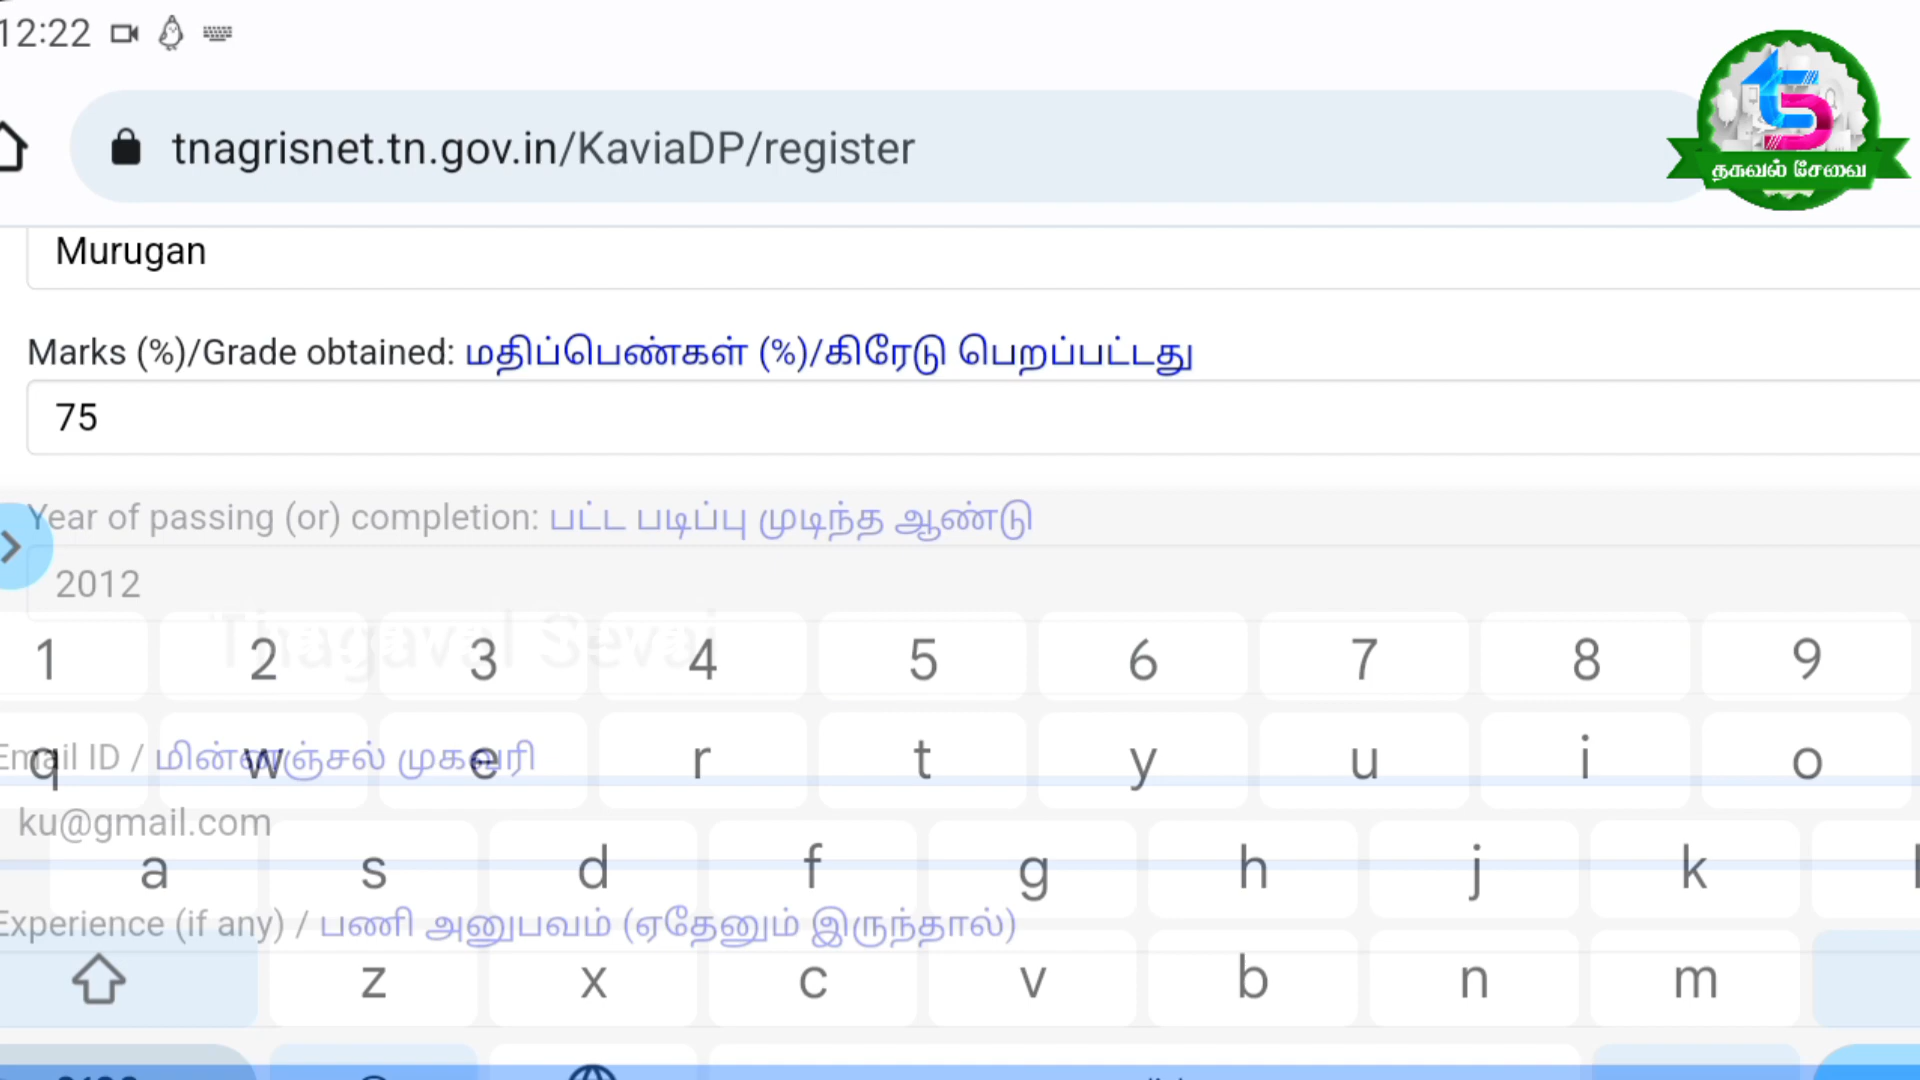 12:22
tnagrisnet.tn.gov.in/KaviaDP/register
தகவல் சேவை
Murugan
Marks (%)/Grade obtained: மதிப்பெண்கள் (%)/கிரேடு பெறப்பட்டது
75
Year of passing (or) completion: பட்ட படிப்பு முடிந்த ஆண்டு
2012
Thagaval Sevai
1 2 3 4 5 6 7 8 9
Email ID / மின்னஞ்சல் முகவரி
q w e r t y u i o
ku@gmail.com
a s d f g h j k
Experience (if any) / பணி அனுபவம் (ஏதேனும் இருந்தால்)
z x c v b n m